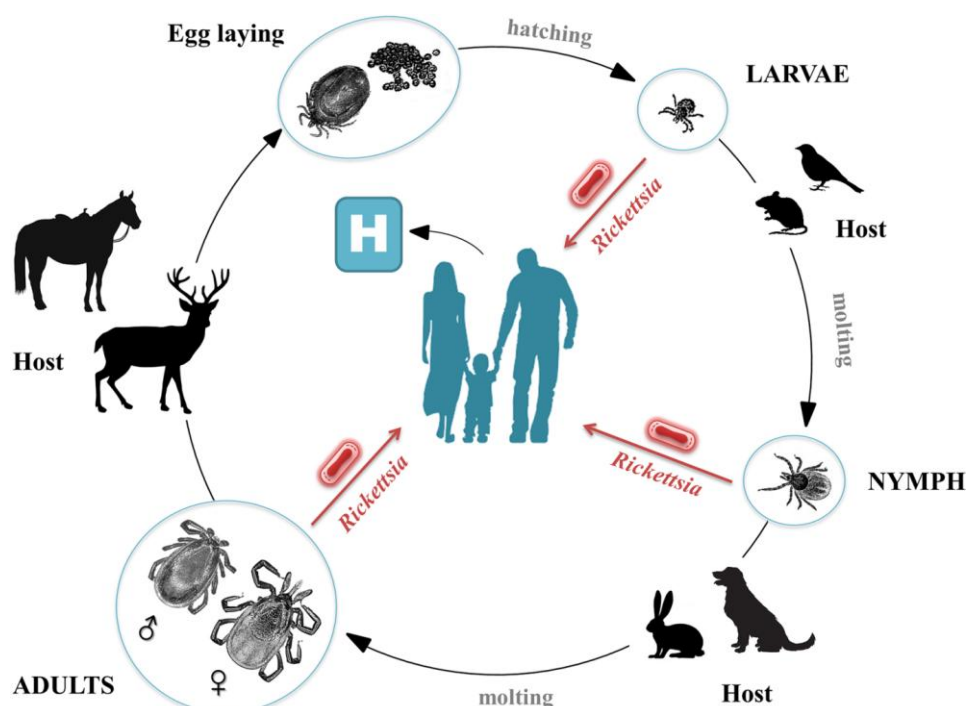 Egg laying
hatching
LARVAE
Rickettsia
H
Host
molting
Host
Rickettsia
NYMPH
Rickettsia
♂
♀
ADULTS
molting
Host